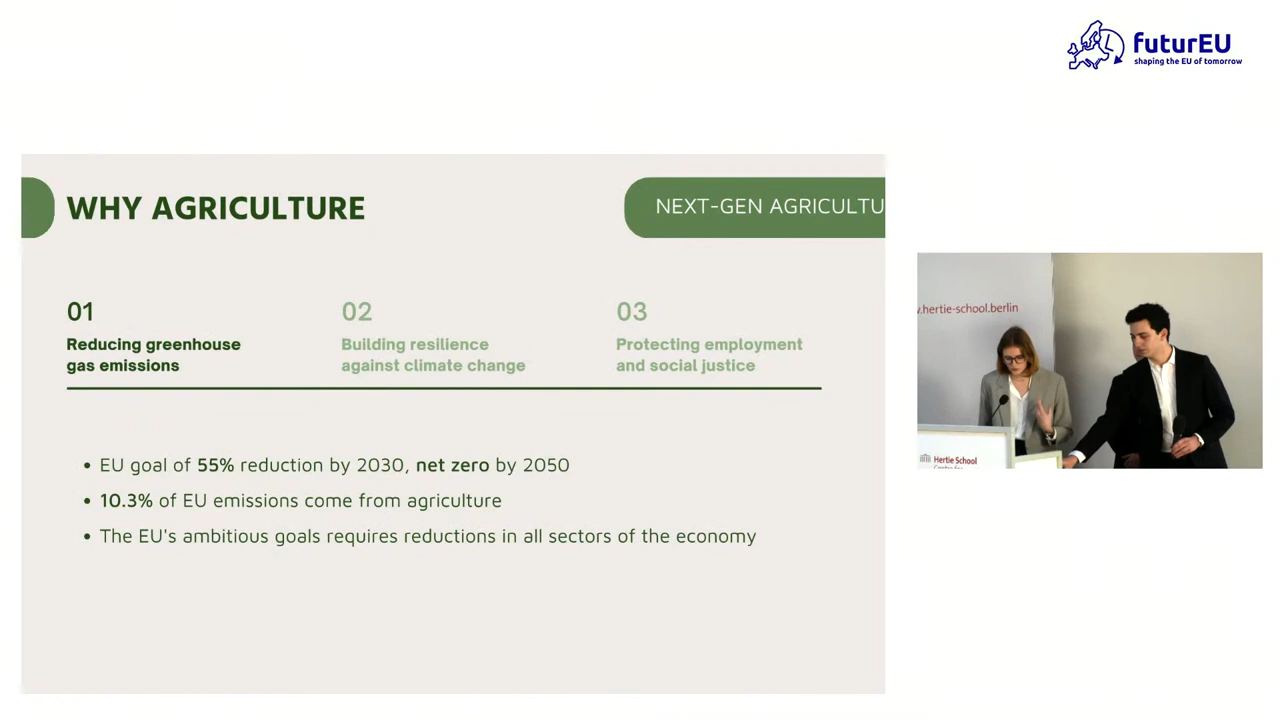 futurEU
shaping the EU of tomorrow
WHY AGRICULTURE
NEXT-GEN AGRICULTU
01
Reducing greenhouse
gas emissions
02
Building resilience
against climate change
03
Protecting employment
and social justice
• EU goal of 55% reduction by 2030, net zero by 2050
• 10.3% of EU emissions come from agriculture
• The EU's ambitious goals requires reductions in all sectors of the economy
.hertie-school.berlin
Hertie School
Centre for